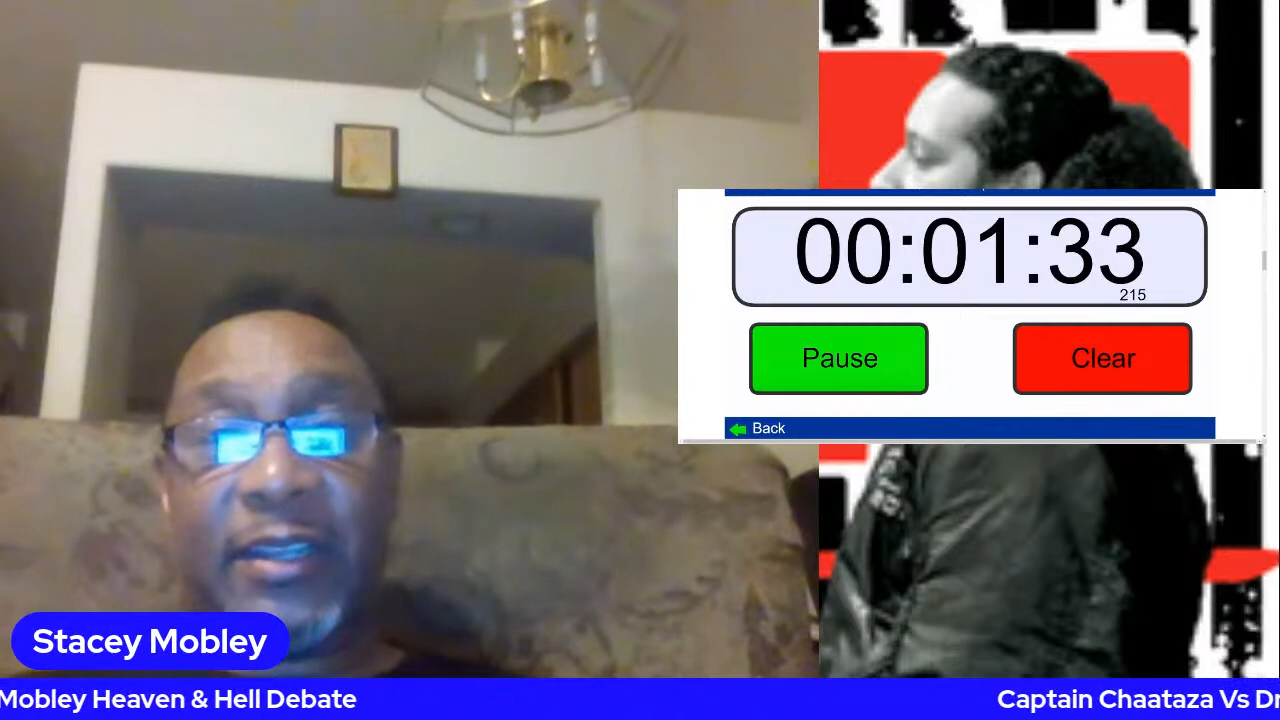 00:01:33
215
Pause
Clear
Back
Stacey Mobley
Mobley Heaven & Hell Debate
Captain Chaataza Vs Dr